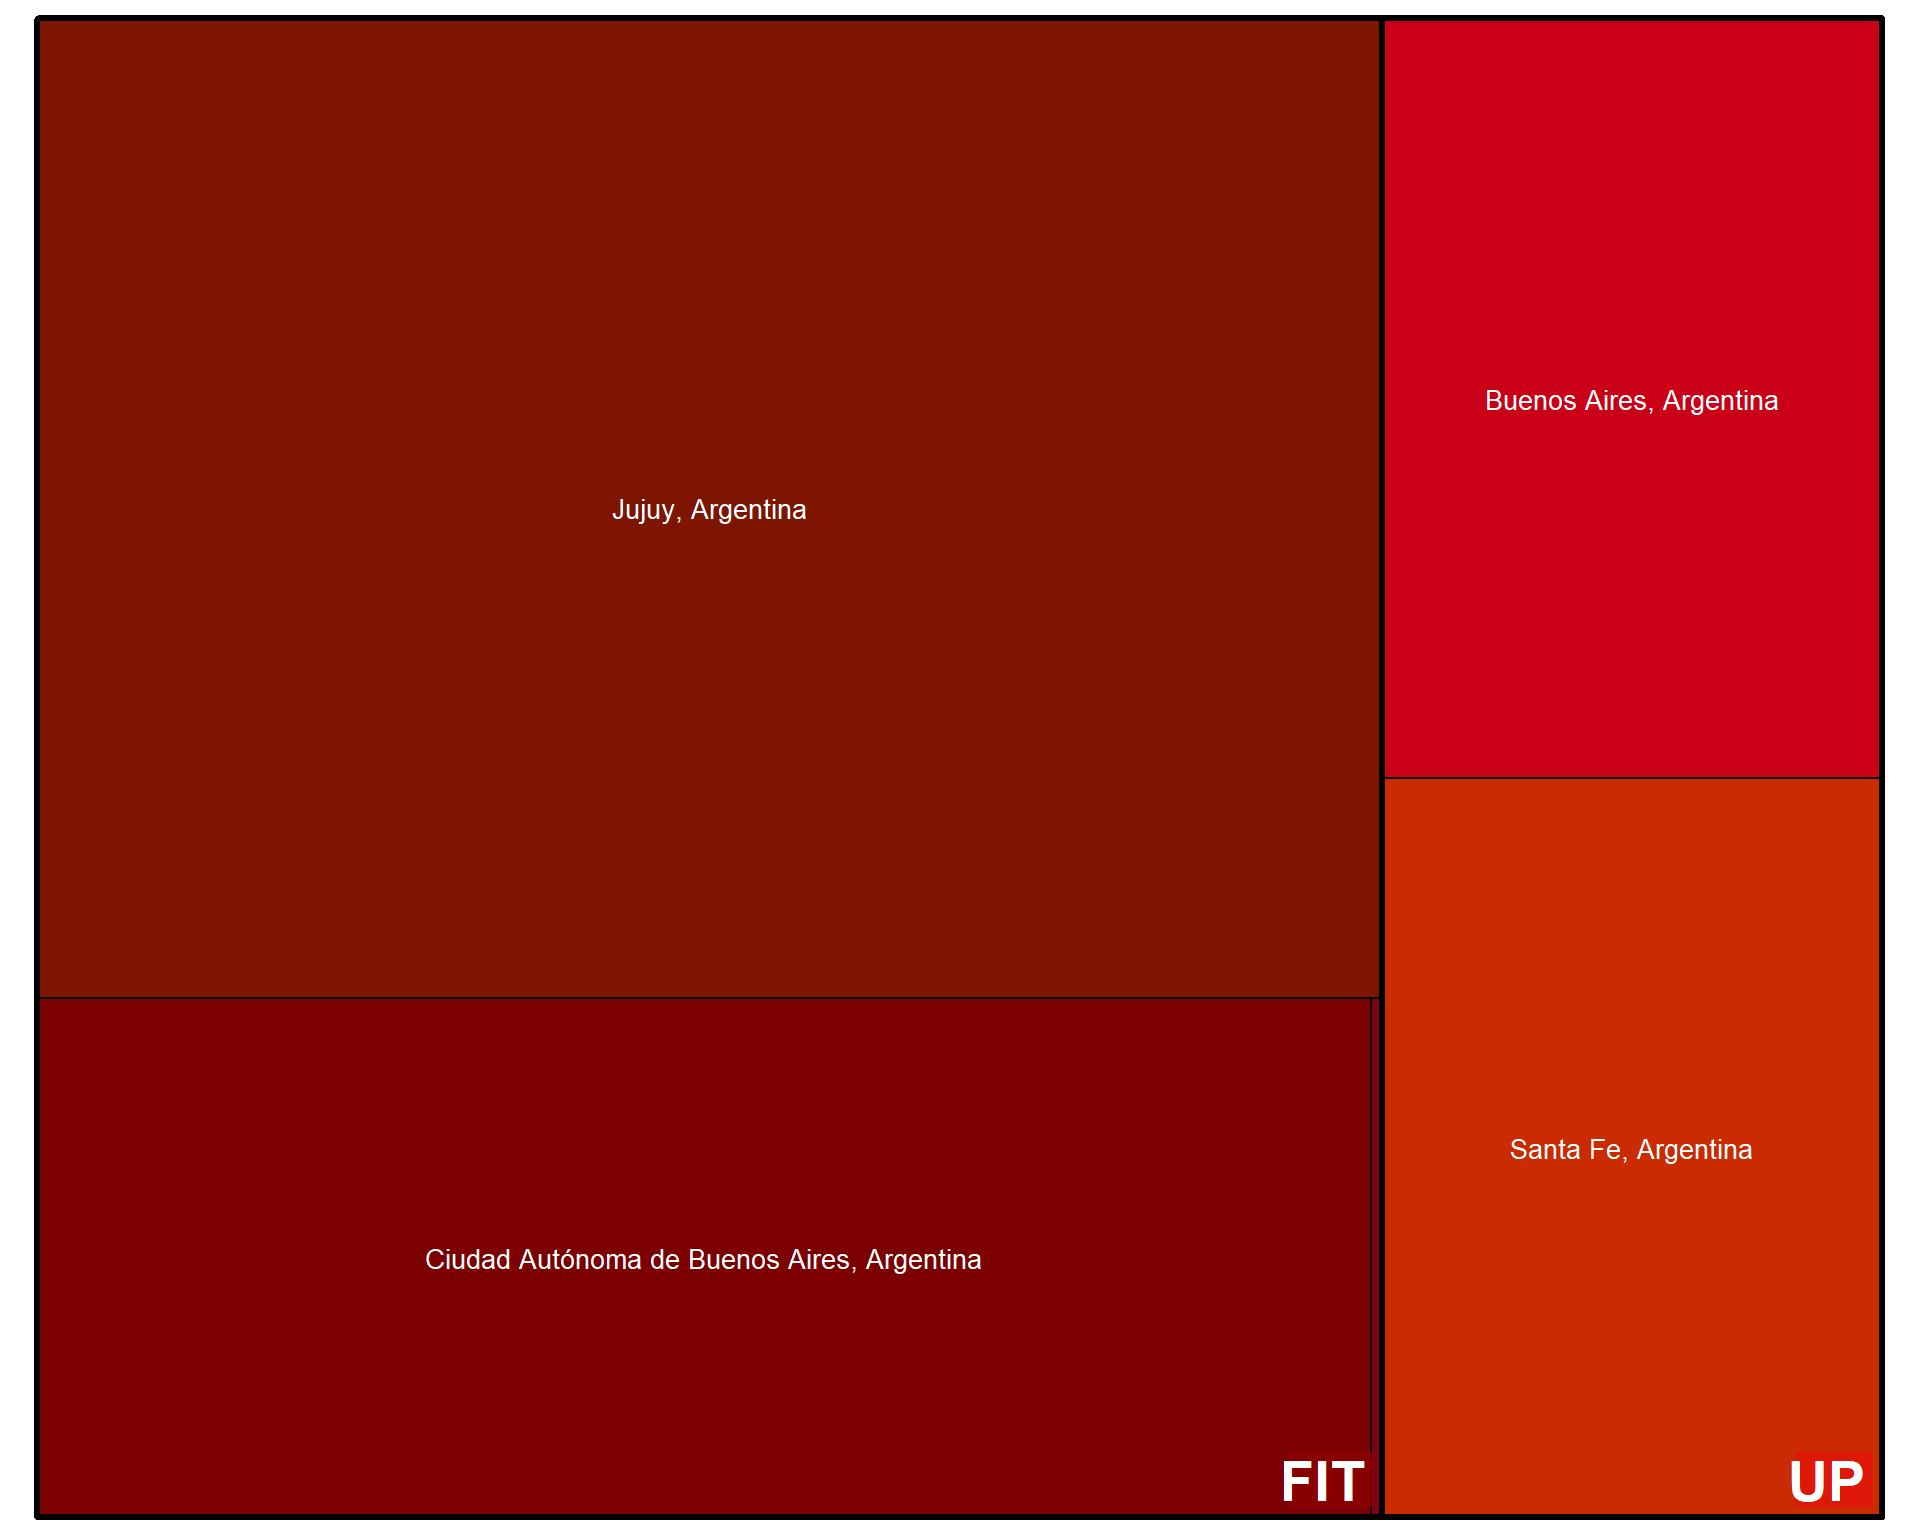 Jujuy, Argentina
Buenos Aires, Argentina
Santa Fe, Argentina
Ciudad Autónoma de Buenos Aires, Argentina
FIT
UP